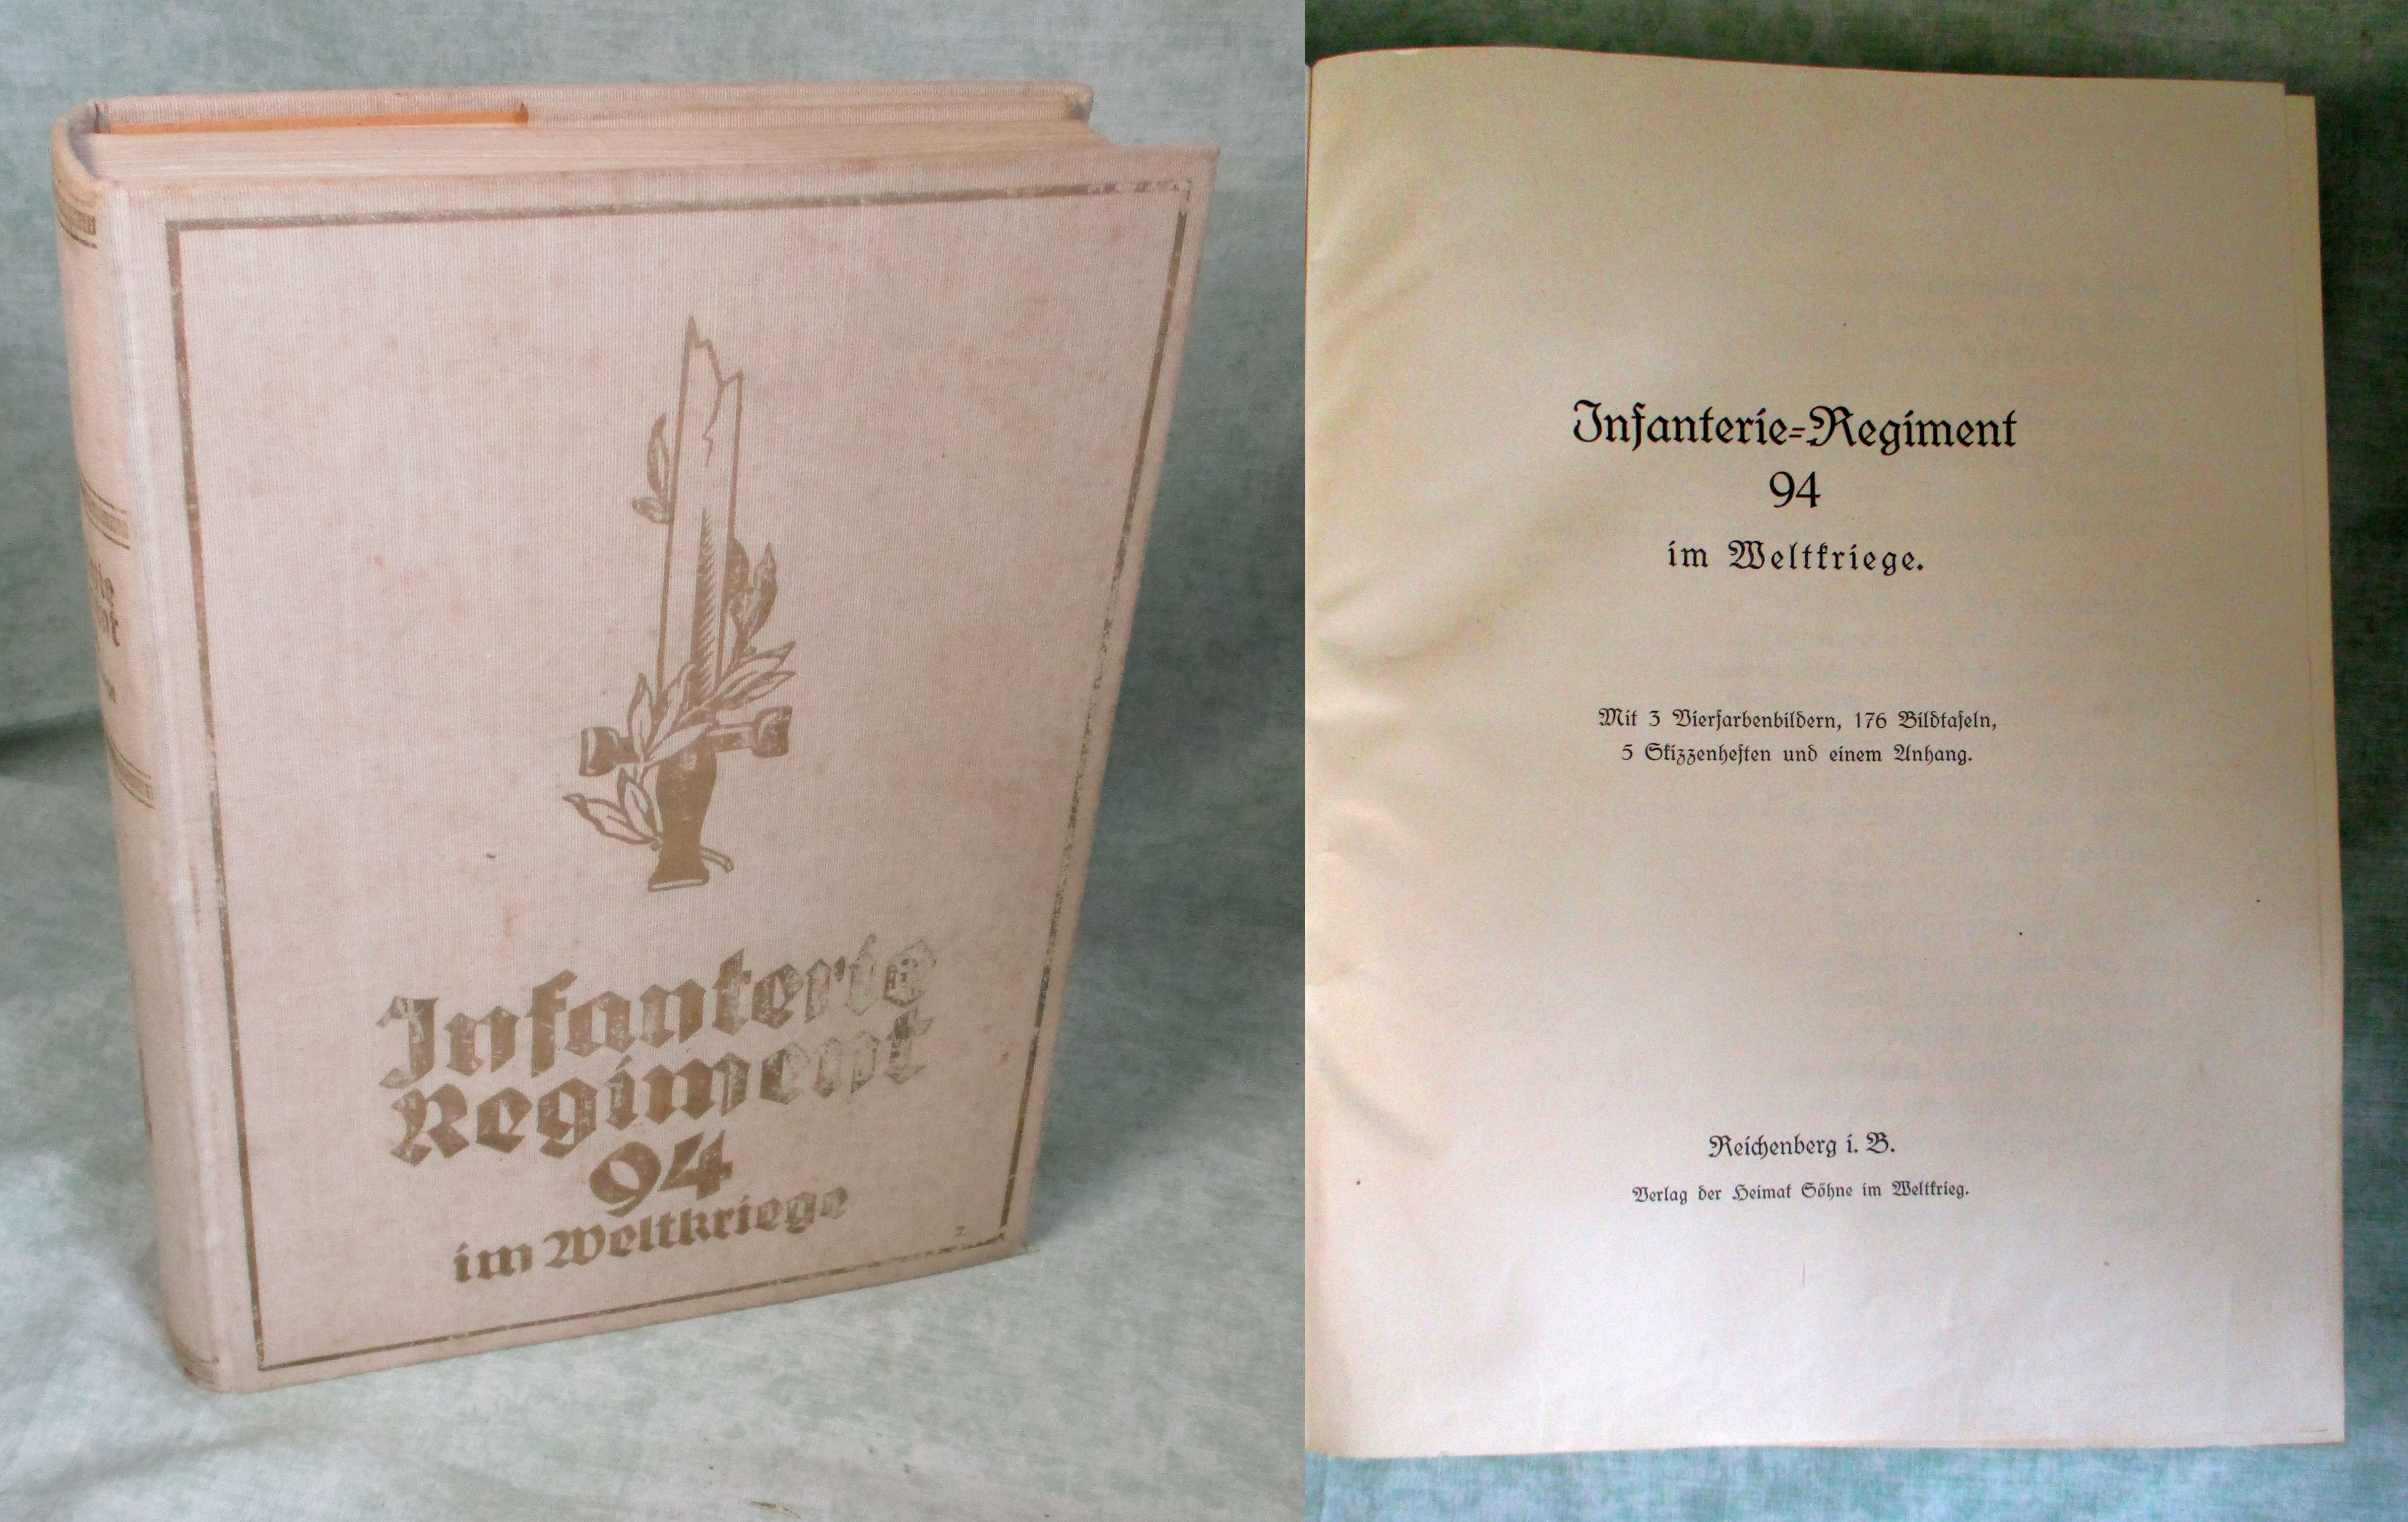 Infanterie
Regiment
94
im Weltkriege
Infanterie-Regiment
94
im Weltkriege.
Mit 3 Vierfarbenbildern, 176 Bildtafeln,
5 Skizzenheften und einem Anhang.
Reichenberg i. B.
Verlag der Heimat Söhne im Weltkrieg.